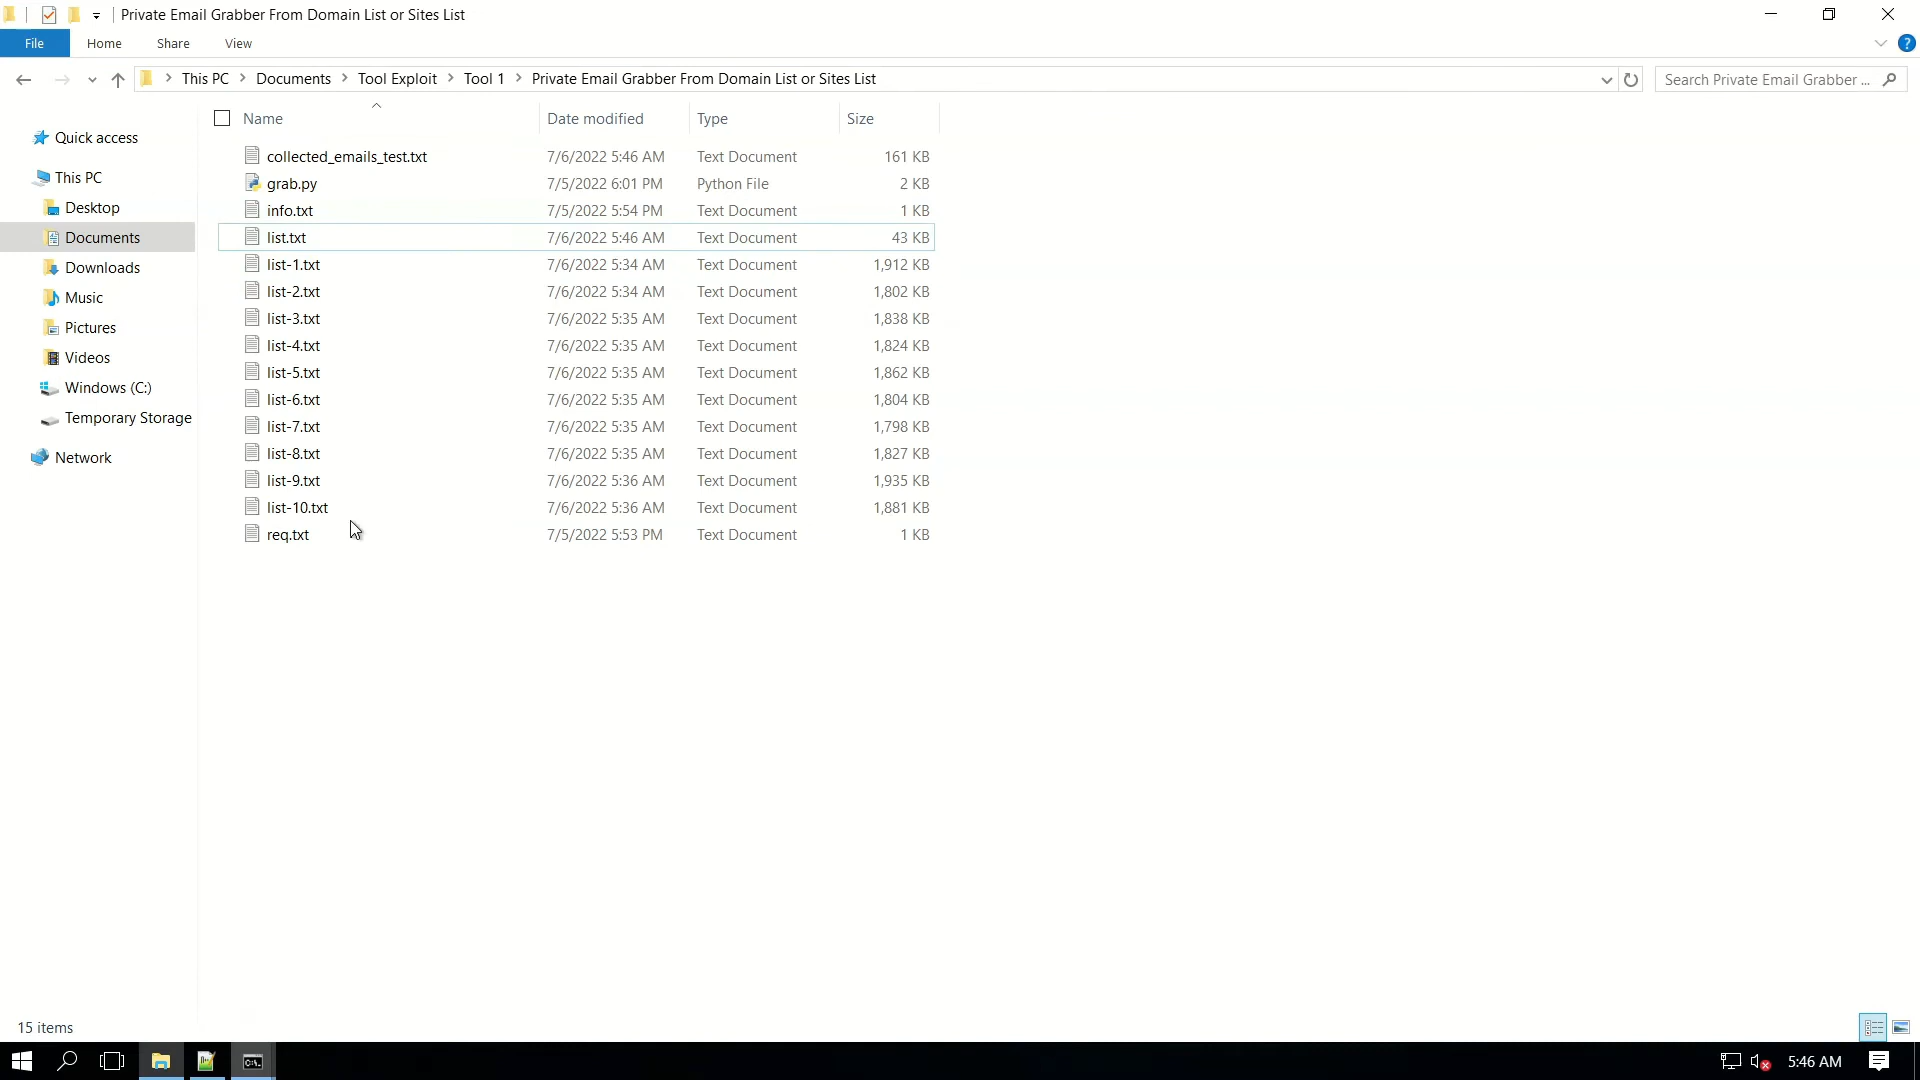 Private Email Grabber From Domain List or Sites List
File Home Share View
This PC Documents Tool Exploit Tool 1 Private Email Grabber From Domain List or Sites List
Search Private Email Grabber ...
Quick access
This PC
Desktop
Documents
Downloads
Music
Pictures
Videos
Windows (C:)
Temporary Storage
Network
Name Date modified Type Size
collected_emails_test.txt 7/6/2022 5:46 AM Text Document 161 KB
grab.py 7/5/2022 6:01 PM Python File 2 KB
info.txt 7/5/2022 5:54 PM Text Document 1 KB
list.txt 7/6/2022 5:46 AM Text Document 43 KB
list-1.txt 7/6/2022 5:34 AM Text Document 1,912 KB
list-2.txt 7/6/2022 5:34 AM Text Document 1,802 KB
list-3.txt 7/6/2022 5:35 AM Text Document 1,838 KB
list-4.txt 7/6/2022 5:35 AM Text Document 1,824 KB
list-5.txt 7/6/2022 5:35 AM Text Document 1,862 KB
list-6.txt 7/6/2022 5:35 AM Text Document 1,804 KB
list-7.txt 7/6/2022 5:35 AM Text Document 1,798 KB
list-8.txt 7/6/2022 5:35 AM Text Document 1,827 KB
list-9.txt 7/6/2022 5:36 AM Text Document 1,935 KB
list-10.txt 7/6/2022 5:36 AM Text Document 1,881 KB
req.txt 7/5/2022 5:53 PM Text Document 1 KB
15 items
5:46 AM